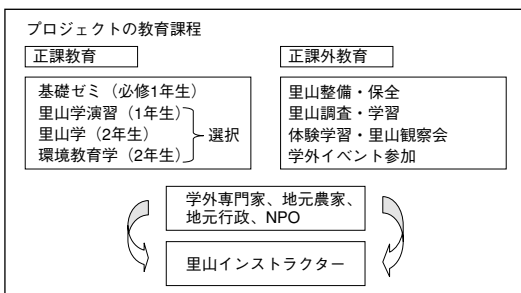 プロジェクトの教育課程
正課教育
基礎ゼミ（必修1年生）
里山学演習（1年生）
里山学（2年生）
環境教育学（2年生）
選択
正課外教育
里山整備・保全
里山調査・学習
体験学習・里山観察会
学外イベント参加
学外専門家、地元農家、
地元行政、NPO
里山インストラクター